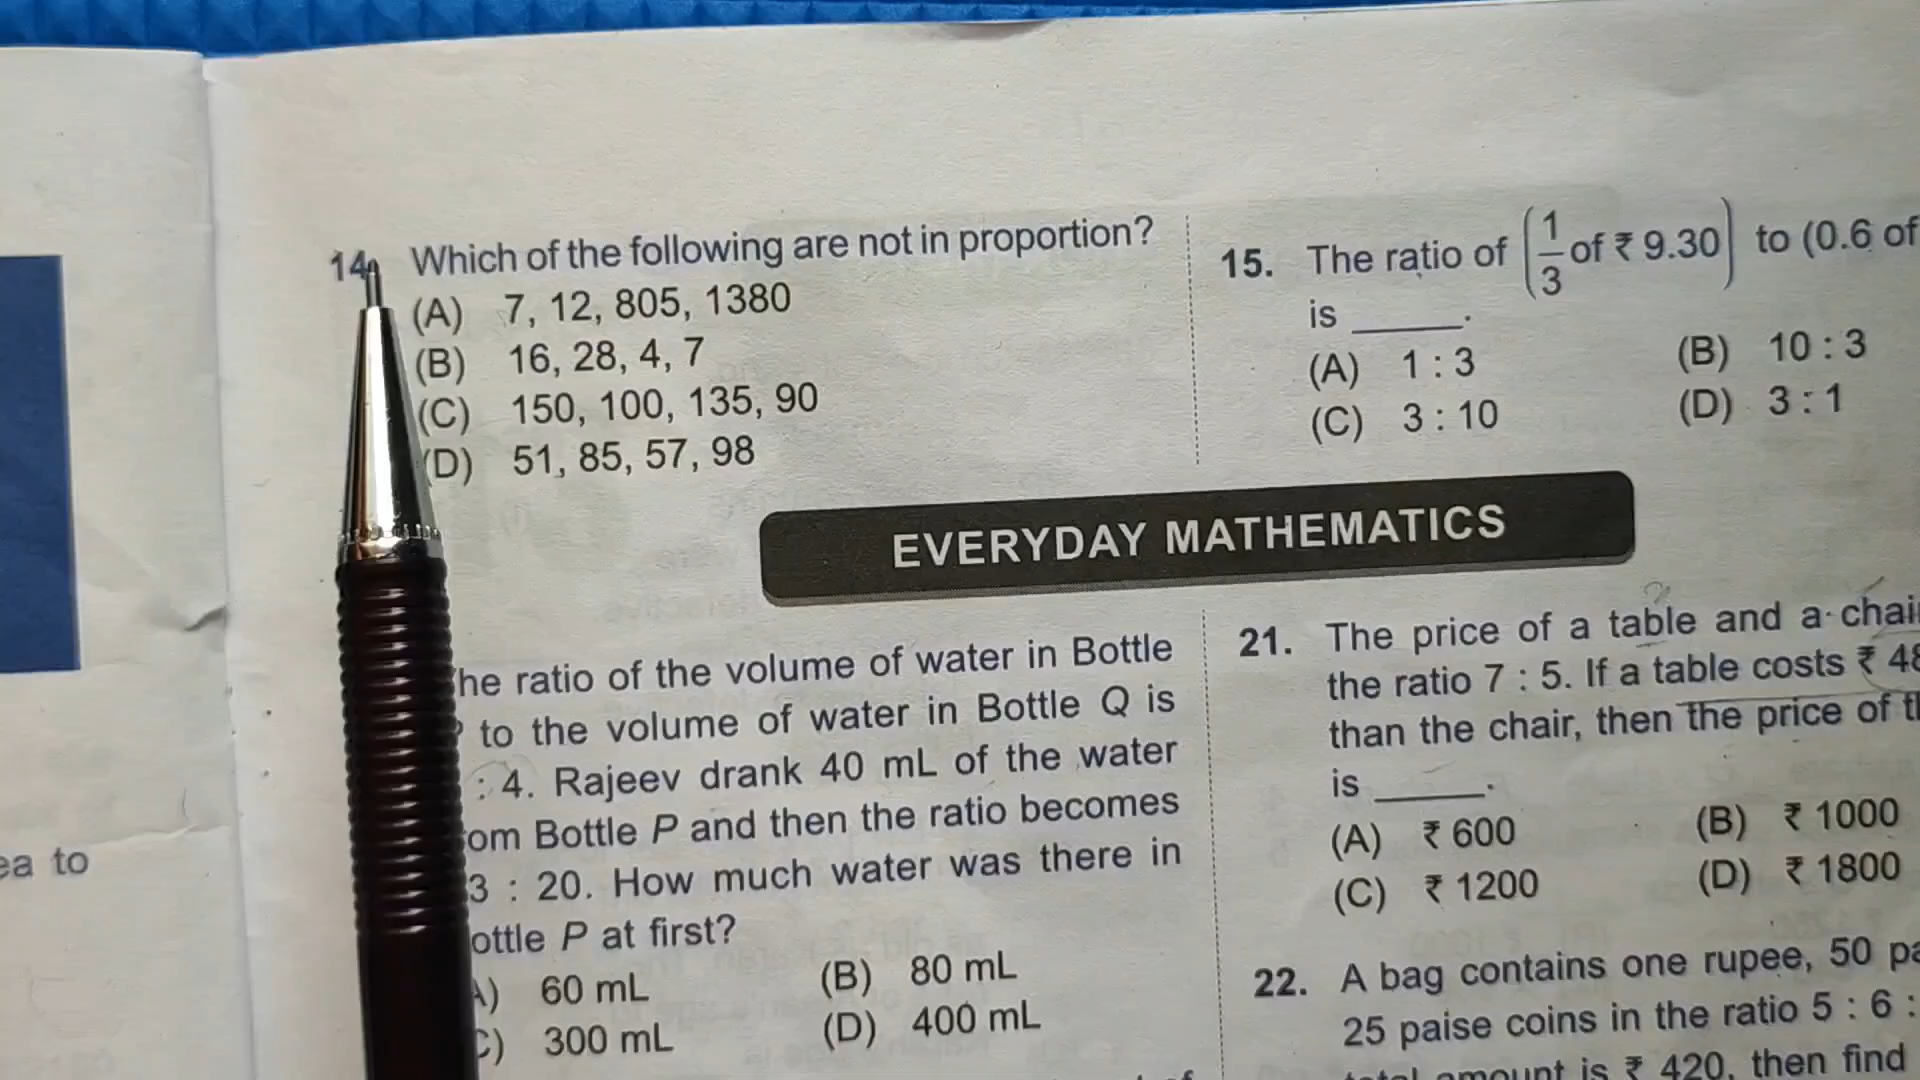 14. Which of the following are not in proportion?
(A) 7, 12, 805, 1380
(B) 16, 28, 4, 7
(C) 150, 100, 135, 90
(D) 51, 85, 57, 98
15. The ratio of (1/3 of ₹ 9.30) to (0.6 of
is ______.
(A) 1 : 3 (B) 10 : 3
(C) 3 : 10 (D) 3 : 1
EVERYDAY MATHEMATICS
ratio of the volume of water in Bottle
to the volume of water in Bottle Q is
: 4. Rajeev drank 40 mL of the water
Bottle P and then the ratio becomes
3 : 20. How much water was there in
P at first?
60 mL (B) 80 mL
300 mL (D) 400 mL
21. The price of a table and a
the ratio 7 : 5. If a table costs ₹
than the chair, then the price of
is ______.
(A) ₹ 600 (B) ₹ 1000
(C) ₹ 1200 (D) ₹ 1800
22. A bag contains one rupee, 50
25 paise coins in the ratio 5 : 6 :
amount is ₹ 420, then find
to